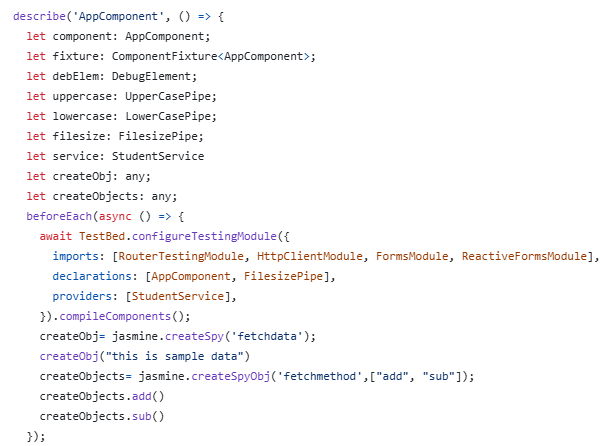 describe('AppComponent', () => {
  let component: AppComponent;
  let fixture: ComponentFixture<AppComponent>;
  let debElem: DebugElement;
  let uppercase: UpperCasePipe;
  let lowercase: LowerCasePipe;
  let filesize: FilesizePipe;
  let service: StudentService
  let createObj: any;
  let createObjects: any;
  beforeEach(async () => {
    await TestBed.configureTestingModule({
      imports: [RouterTestingModule, HttpClientModule, FormsModule, ReactiveFormsModule],
      declarations: [AppComponent, FilesizePipe],
      providers: [StudentService],
    }).compileComponents();
    createObj= jasmine.createSpy('fetchdata');
    createObj("this is sample data")
    createObjects= jasmine.createSpyObj('fetchmethod',["add", "sub"]);
    createObjects.add()
    createObjects.sub()
  });